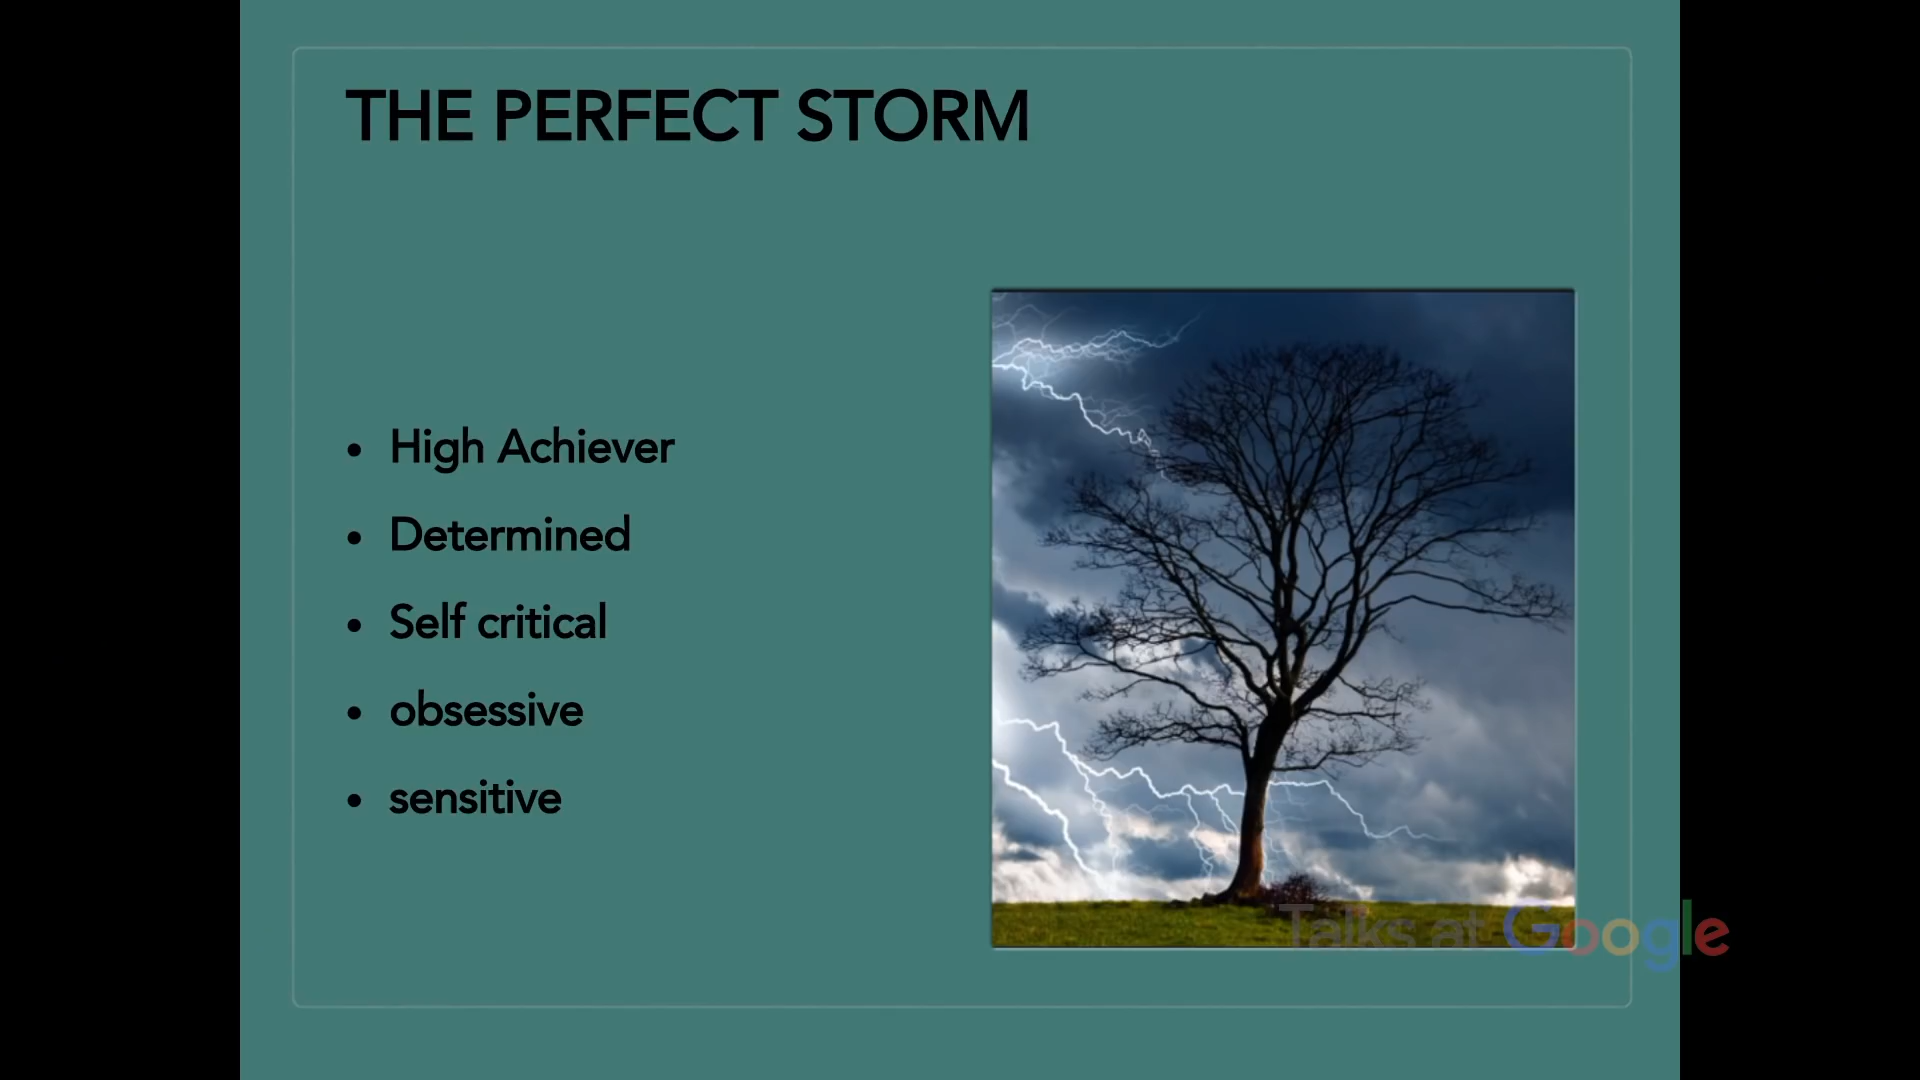 THE PERFECT STORM
• High Achiever
• Determined
• Self critical
• obsessive
• sensitive
Talks at Google